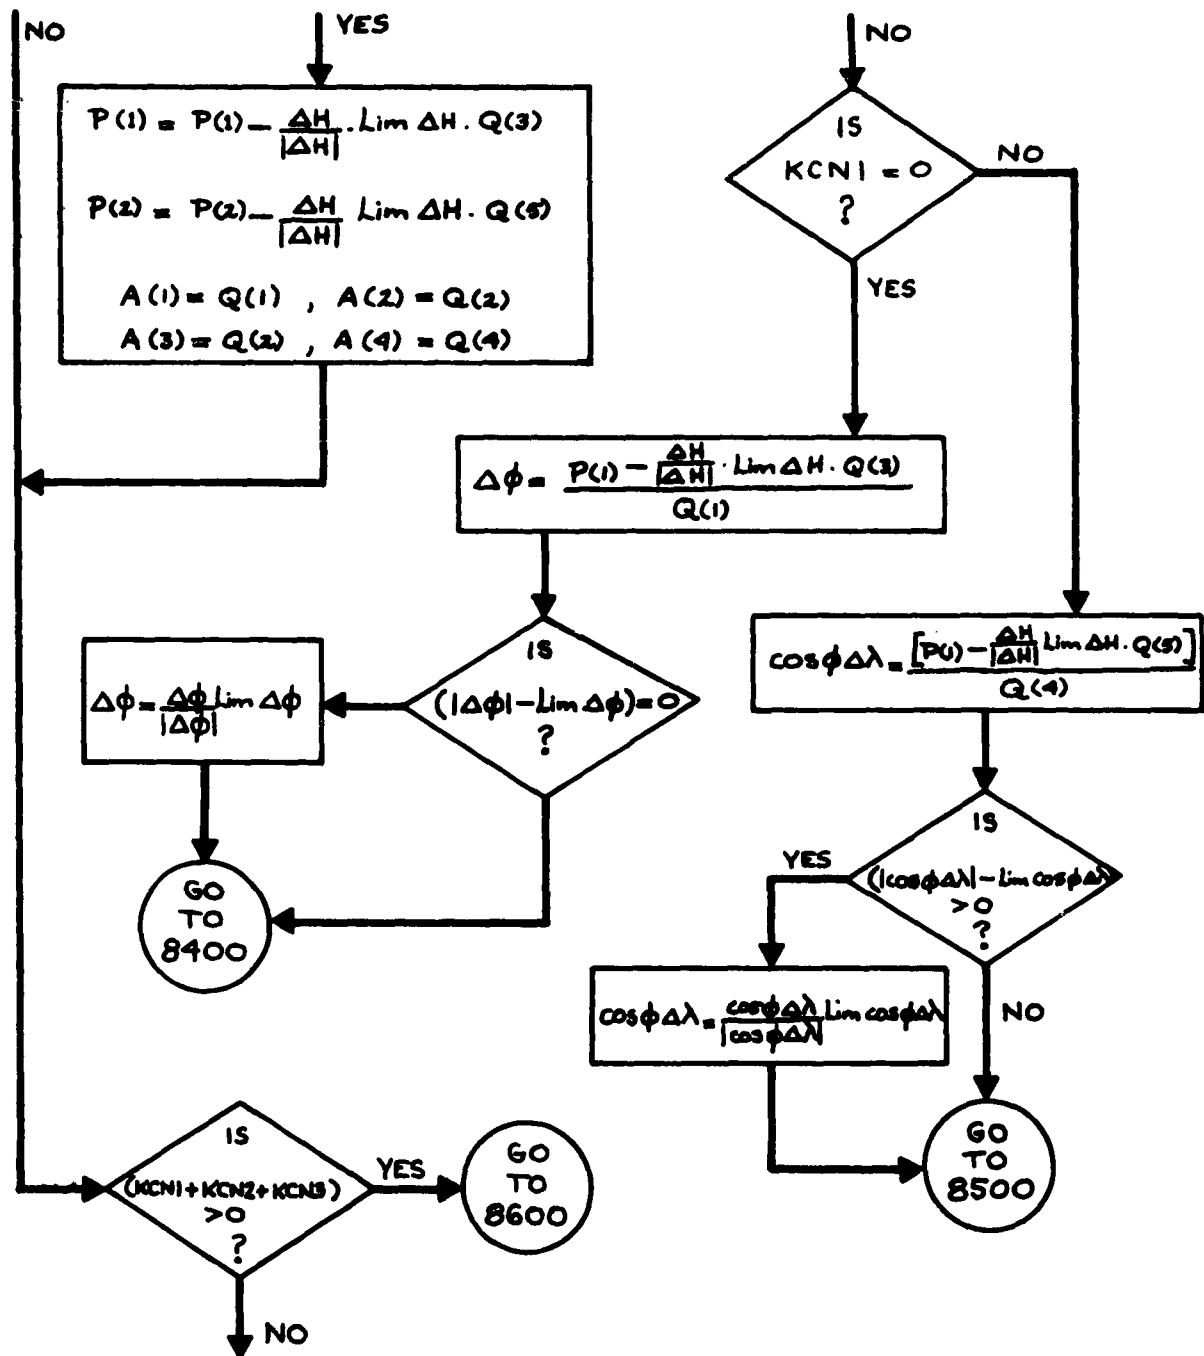 NO
YES
P(1) = P(1) - ΔH/|ΔH| . Lim ΔH . Q(3)
P(2) = P(2) - ΔH/|ΔH| Lim ΔH . Q(5)
A(1) = Q(1) , A(2) = Q(2)
A(3) = Q(2) , A(4) = Q(4)
NO
IS
KCN1 = 0
?
NO
YES
Δϕ = P(1) - ΔH/|ΔH| . Lim ΔH . Q(3) / Q(1)
IS
(|Δϕ| - Lim Δϕ) = 0
?
Δϕ = Δϕ/|Δϕ| Lim Δϕ
GO
TO
8400
cosϕΔλ = [P(1) - ΔH/|ΔH| Lim ΔH . Q(5)] / Q(4)
IS
(|cosϕΔλ| - Lim cosϕΔλ)
>0
?
YES
NO
cosϕΔλ = cosϕΔλ/|cosϕΔλ| Lim cosϕΔλ
GO
TO
8500
IS
(KCN1+KCN2+KCN3)
>0
?
YES
GO
TO
8600
NO